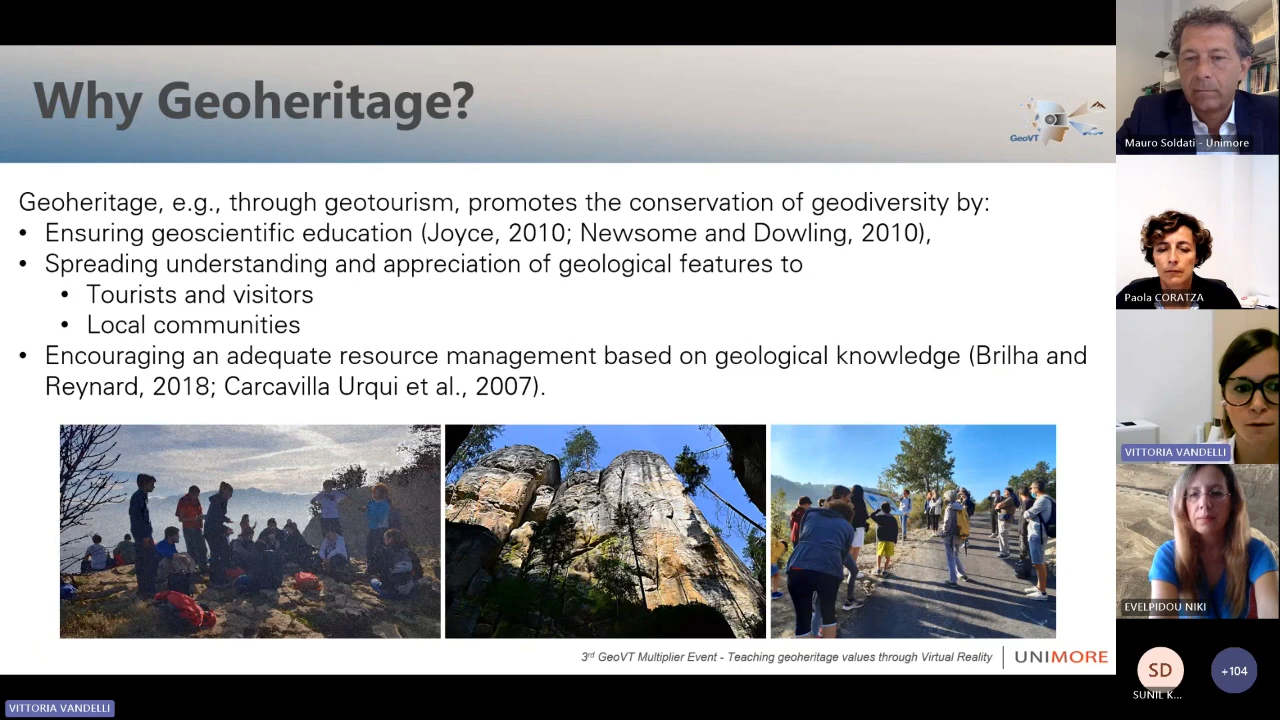 Why Geoheritage?
GeoVT
Geoheritage, e.g., through geotourism, promotes the conservation of geodiversity by:
• Ensuring geoscientific education (Joyce, 2010; Newsome and Dowling, 2010),
• Spreading understanding and appreciation of geological features to
• Tourists and visitors
• Local communities
• Encouraging an adequate resource management based on geological knowledge (Brilha and
Reynard, 2018; Carcavilla Urqui et al., 2007).
3rd GeoVT Multiplier Event - Teaching geoheritage values through Virtual Reality
UNIMORE
VITTORIA VANDELLI
Mauro Soldati - Unimore
Paola CORATZA
VITTORIA VANDELLI
EVELPIDOU NIKI
SD
SUNIL K...
+104